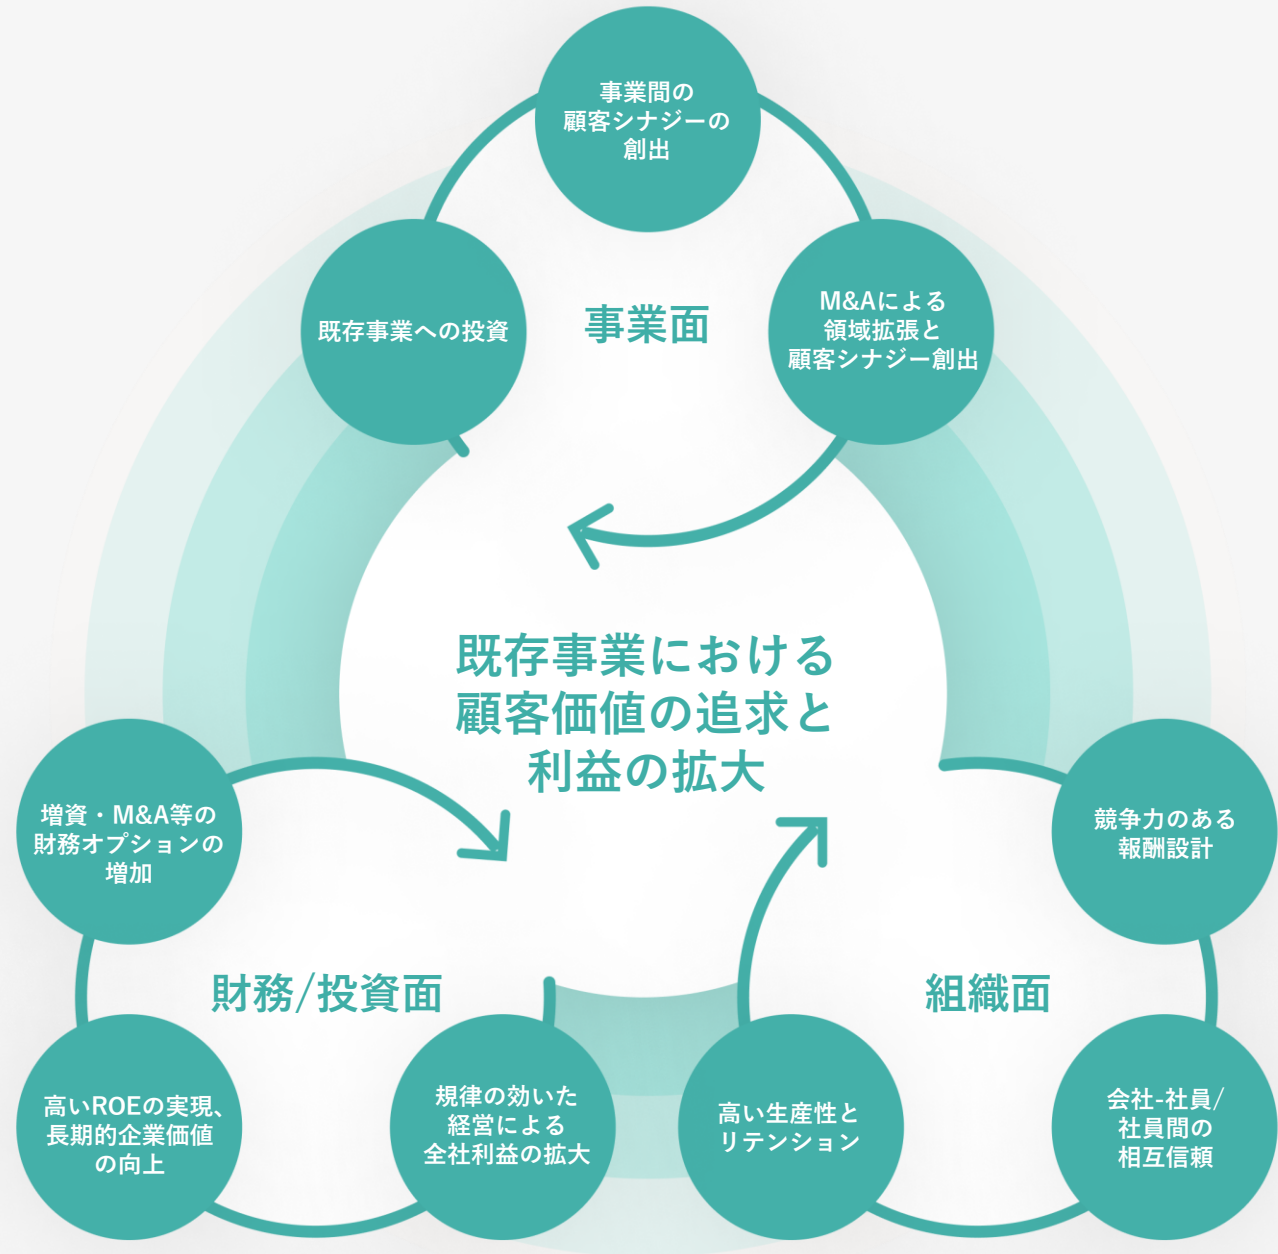 事業間の
顧客シナジーの
創出
既存事業への投資
事業面
M&Aによる
領域拡張と
顧客シナジー創出
既存事業における
顧客価値の追求と
利益の拡大
増資・M&A等の
財務オプションの
増加
財務/投資面
高いROEの実現、
長期的企業価値
の向上
規律の効いた
経営による
全社利益の拡大
競争力のある
報酬設計
組織面
高い生産性と
リテンション
会社-社員/
社員間の
相互信頼